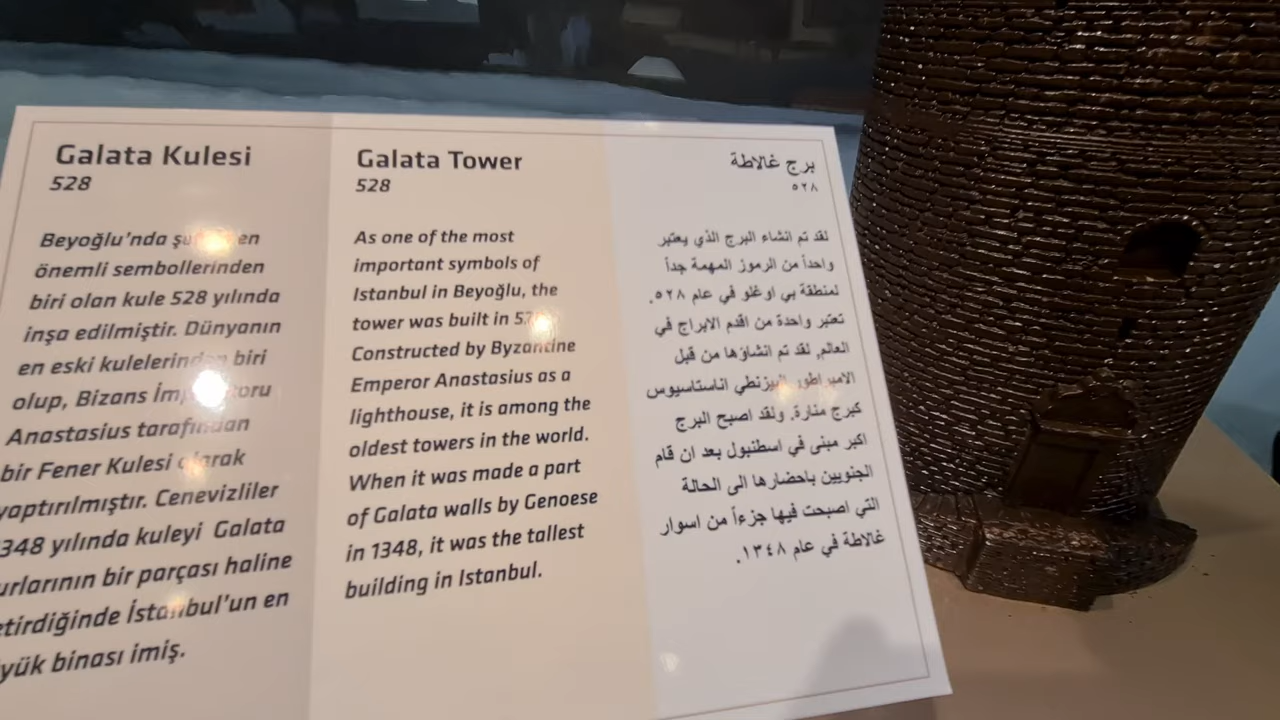 Galata Kulesi
528
Beyoğlu'nda en
önemli sembollerinden
biri olan kule 528 yılında
inşa edilmiştir. Dünyanın
en eski kulelerinden biri
olup, Bizans
Anastasius tarafından
bir Fener Kulesi olarak
yaptırılmıştır. Cenevizliler
1348 yılında kuleyi Galata
surlarının bir parçası haline
getirdiğinde İstanbul'un en
büyük binası imiş.
Galata Tower
528
As one of the most
important symbols of
Istanbul in Beyoğlu, the
tower was built in
Constructed by Byzantine
Emperor Anastasius as a
lighthouse, it is among the
oldest towers in the world.
When it was made a part
of Galata walls by Genoese
in 1348, it was the tallest
building in Istanbul.
برج غالاطة
٥٢٨
لقد تم انشاء البرج الذي يعتبر
واحداً من الرموز المهمة جداً
لمنطقة بي اوغلو في عام ٥٢٨.
تعتبر واحدة من اقدم الابراج في
العالم, لقد تم انشاؤها من قبل
الامبراطور البيزنطي اناستاسيوس
كبرج منارة. ولقد اصبح البرج
اكبر مبنى في اسطنبول بعد ان قام
الجنويين باحضارها الى الحالة
التي اصبحت فيها جزءاً من اسوار
غالاطة في عام ١٣٤٨.